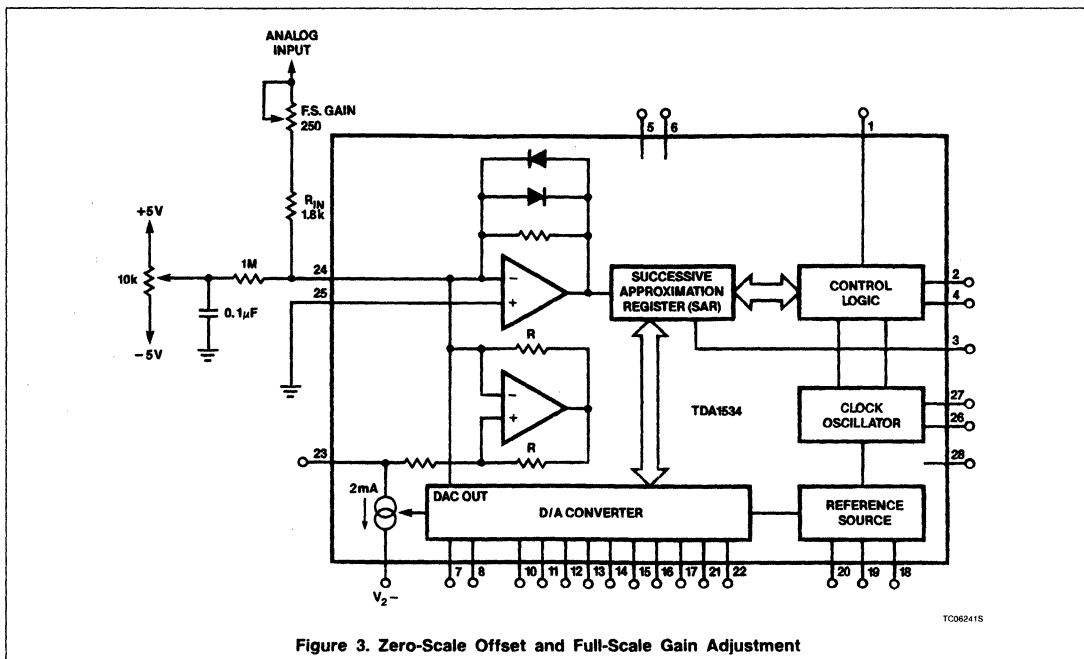 ANALOG
INPUT
F.S. GAIN
250
5
6
1
RIN
1.8k
+5V
10k
1M
24
25
0.1μF
-5V
-
+
SUCCESSIVE
APPROXIMATION
REGISTER (SAR)
CONTROL
LOGIC
2
4
3
R
-
+
R
TDA1534
CLOCK
OSCILLATOR
27
26
28
23
2mA
DAC OUT
D/A CONVERTER
REFERENCE
SOURCE
V2-
7
8
10
11
12
13
14
15
16
17
21
22
20
19
18
TC06241S
Figure 3. Zero-Scale Offset and Full-Scale Gain Adjustment